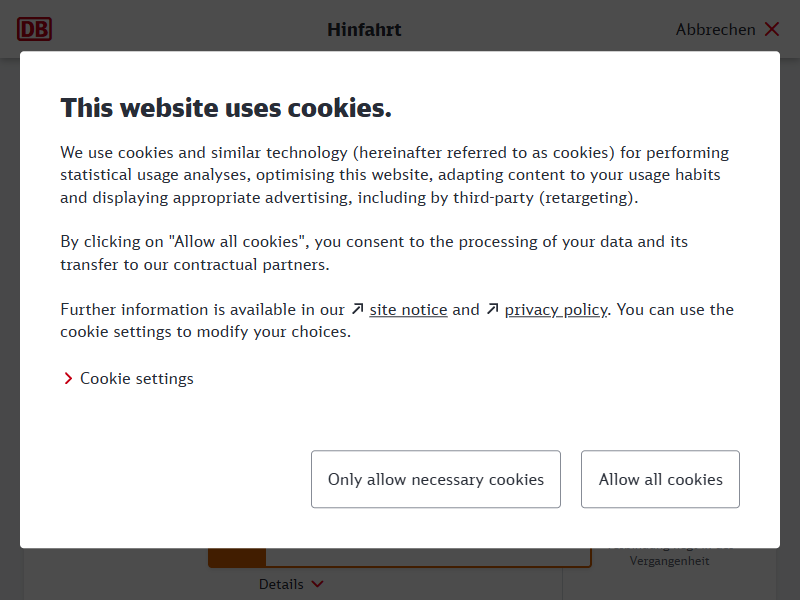 DB
Hinfahrt
Abbrechen
This website uses cookies.
We use cookies and similar technology (hereinafter referred to as cookies) for performing
statistical usage analyses, optimising this website, adapting content to your usage habits
and displaying appropriate advertising, including by third-party (retargeting).
By clicking on "Allow all cookies", you consent to the processing of your data and its
transfer to our contractual partners.
Further information is available in our site notice and privacy policy. You can use the
cookie settings to modify your choices.
Cookie settings
Only allow necessary cookies
Allow all cookies
Vergangenheit
Details